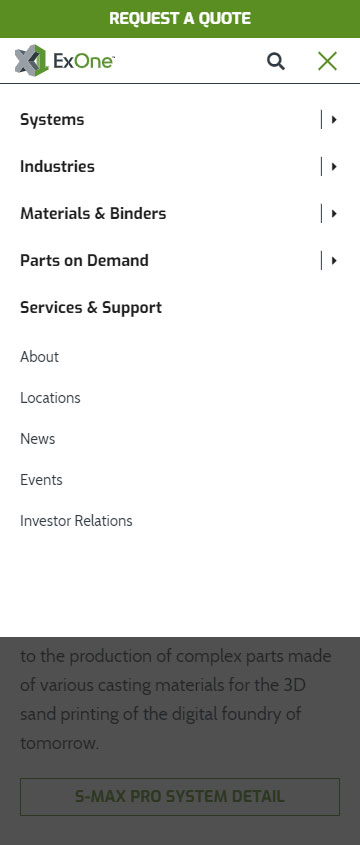 REQUEST A QUOTE
ExOne™
Systems
Industries
Materials & Binders
Parts on Demand
Services & Support
About
Locations
News
Events
Investor Relations
to the production of complex parts made
of various casting materials for the 3D
sand printing of the digital foundry of
tomorrow.
S-MAX PRO SYSTEM DETAIL